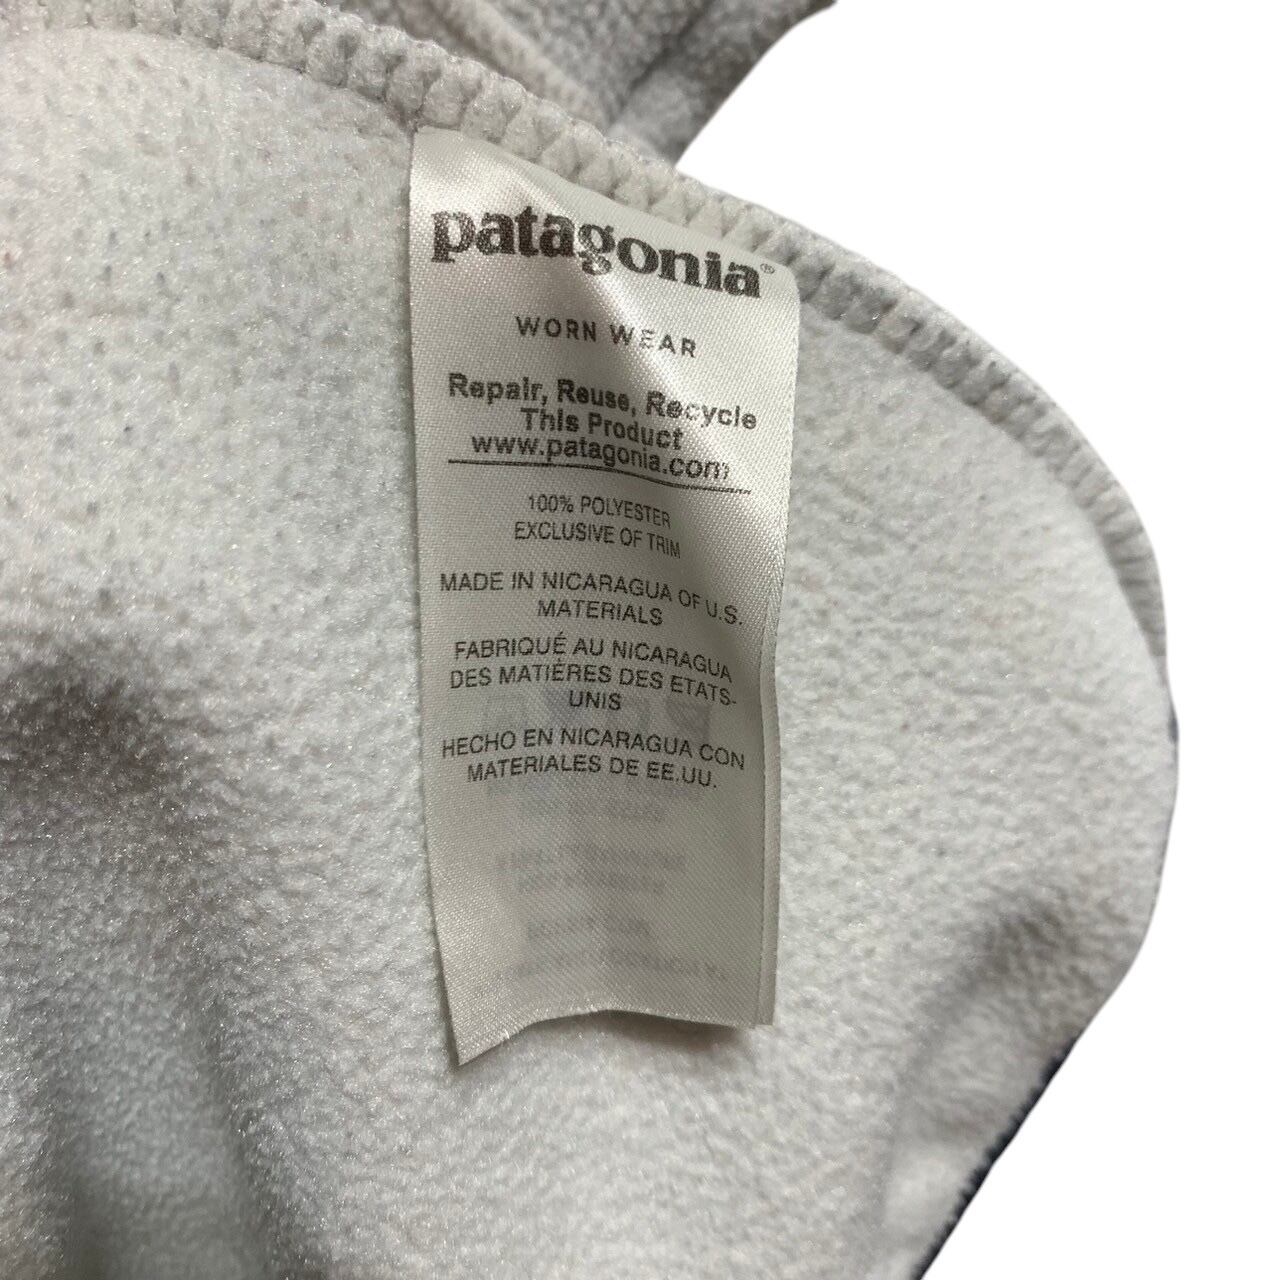 patagonia®
WORN WEAR
Repair, Reuse, Recycle
This Product
www.patagonia.com
100% POLYESTER
EXCLUSIVE OF TRIM
MADE IN NICARAGUA OF U.S.
MATERIALS
FABRIQUÉ AU NICARAGUA
DES MATIÈRES DES ETATS-
UNIS
HECHO EN NICARAGUA CON
MATERIALES DE EE.UU.